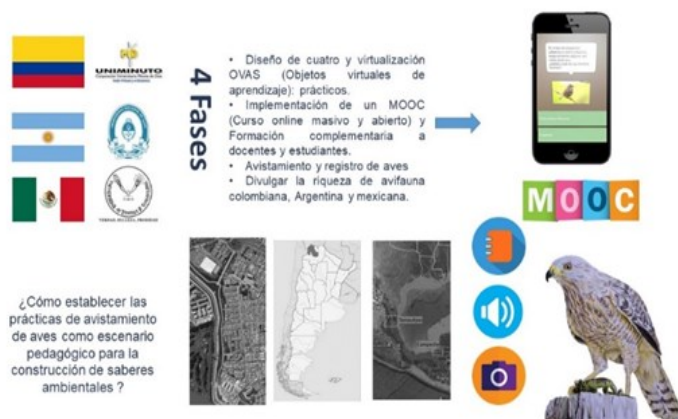 UNIMINUTO
4 Fases
• Diseño de cuatro y virtualización
OVAS (Objetos virtuales de
aprendizaje): prácticos.
• Implementación de un MOOC
(Curso online masivo y abierto) y
Formación complementaria a
docentes y estudiantes.
• Avistamiento y registro de aves
• Divulgar la riqueza de avifauna
colombiana, Argentina y mexicana.
MOOC
¿Cómo establecer las
prácticas de avistamiento
de aves como escenario
pedagógico para la
construcción de saberes
ambientales ?